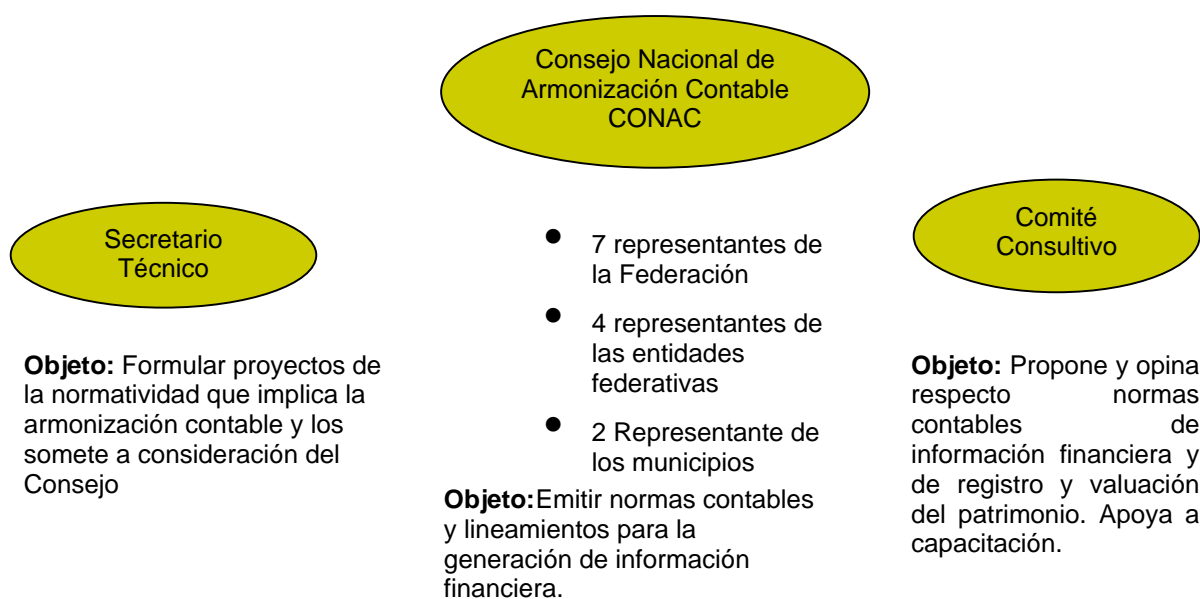 Consejo Nacional de
Armonización Contable
CONAC
Secretario
Técnico
Objeto: Formular proyectos de
la normatividad que implica la
armonización contable y los
somete a consideración del
Consejo
• 7 representantes de
la Federación
• 4 representantes de
las entidades
federativas
• 2 Representante de
los municipios
Objeto:Emitir normas contables
y lineamientos para la
generación de información
financiera.
Comité
Consultivo
Objeto: Propone y opina
respecto normas
contables de
información financiera y
de registro y valuación
del patrimonio. Apoya a
capacitación.